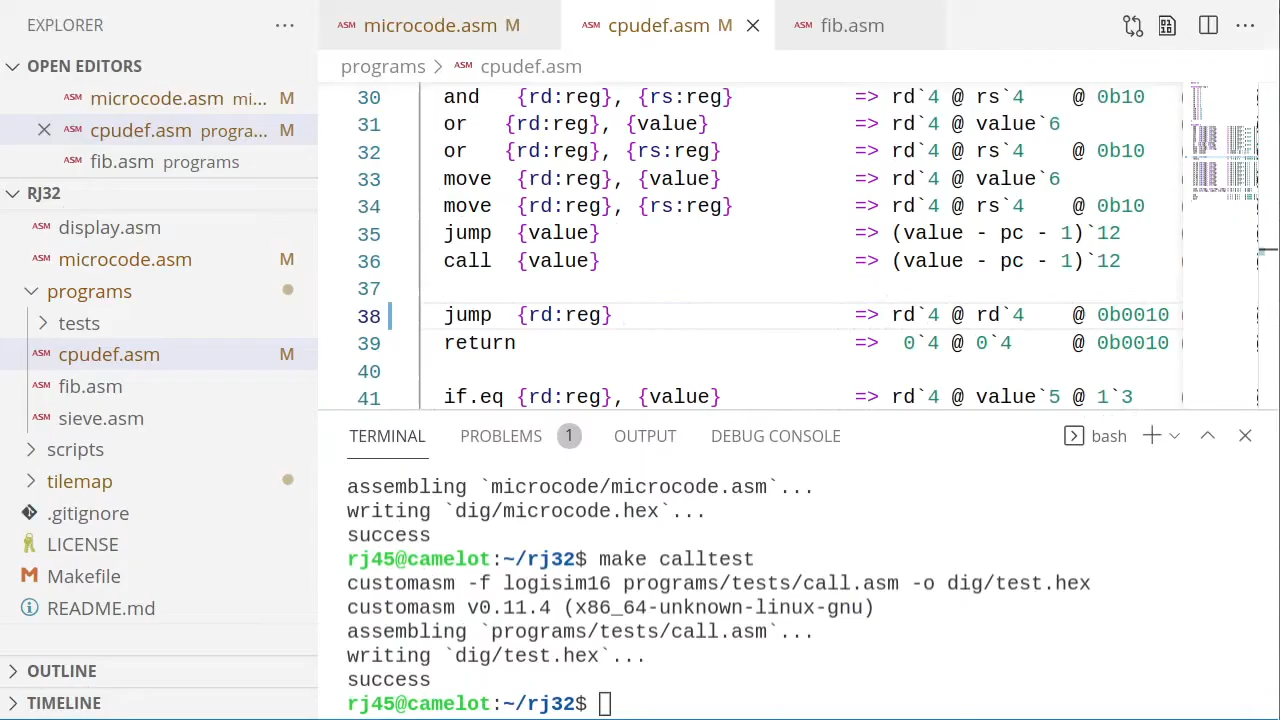 EXPLORER
OPEN EDITORS
ASM microcode.asm mi... M
ASM cpudef.asm progra... M
ASM fib.asm programs
RJ32
ASM display.asm
ASM microcode.asm M
programs
tests
ASM cpudef.asm M
ASM fib.asm
ASM sieve.asm
scripts
tilemap
.gitignore
LICENSE
Makefile
README.md
OUTLINE
TIMELINE
ASM microcode.asm M
ASM cpudef.asm M
ASM fib.asm
programs > ASM cpudef.asm
30 and {rd:reg}, {rs:reg} => rd`4 @ rs`4 @ 0b10
31 or {rd:reg}, {value} => rd`4 @ value`6
32 or {rd:reg}, {rs:reg} => rd`4 @ rs`4 @ 0b10
33 move {rd:reg}, {value} => rd`4 @ value`6
34 move {rd:reg}, {rs:reg} => rd`4 @ rs`4 @ 0b10
35 jump {value} => (value - pc - 1)`12
36 call {value} => (value - pc - 1)`12
37
38 jump {rd:reg} => rd`4 @ rd`4 @ 0b0010
39 return => 0`4 @ 0`4 @ 0b0010
40
41 if.eq {rd:reg}, {value} => rd`4 @ value`5 @ 1`3
TERMINAL PROBLEMS 1 OUTPUT DEBUG CONSOLE bash
assembling `microcode/microcode.asm`...
writing `dig/microcode.hex`...
success
rj45@camelot:~/rj32$ make calltest
customasm -f logisim16 programs/tests/call.asm -o dig/test.hex
customasm v0.11.4 (x86_64-unknown-linux-gnu)
assembling `programs/tests/call.asm`...
writing `dig/test.hex`...
success
rj45@camelot:~/rj32$